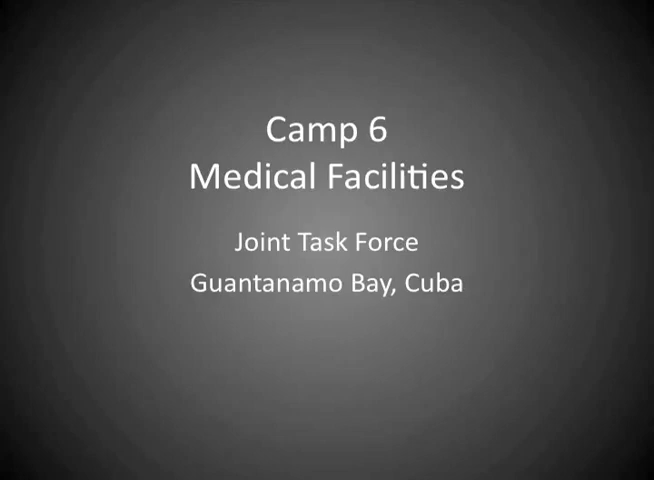 Camp 6
Medical Facilities
Joint Task Force
Guantanamo Bay, Cuba